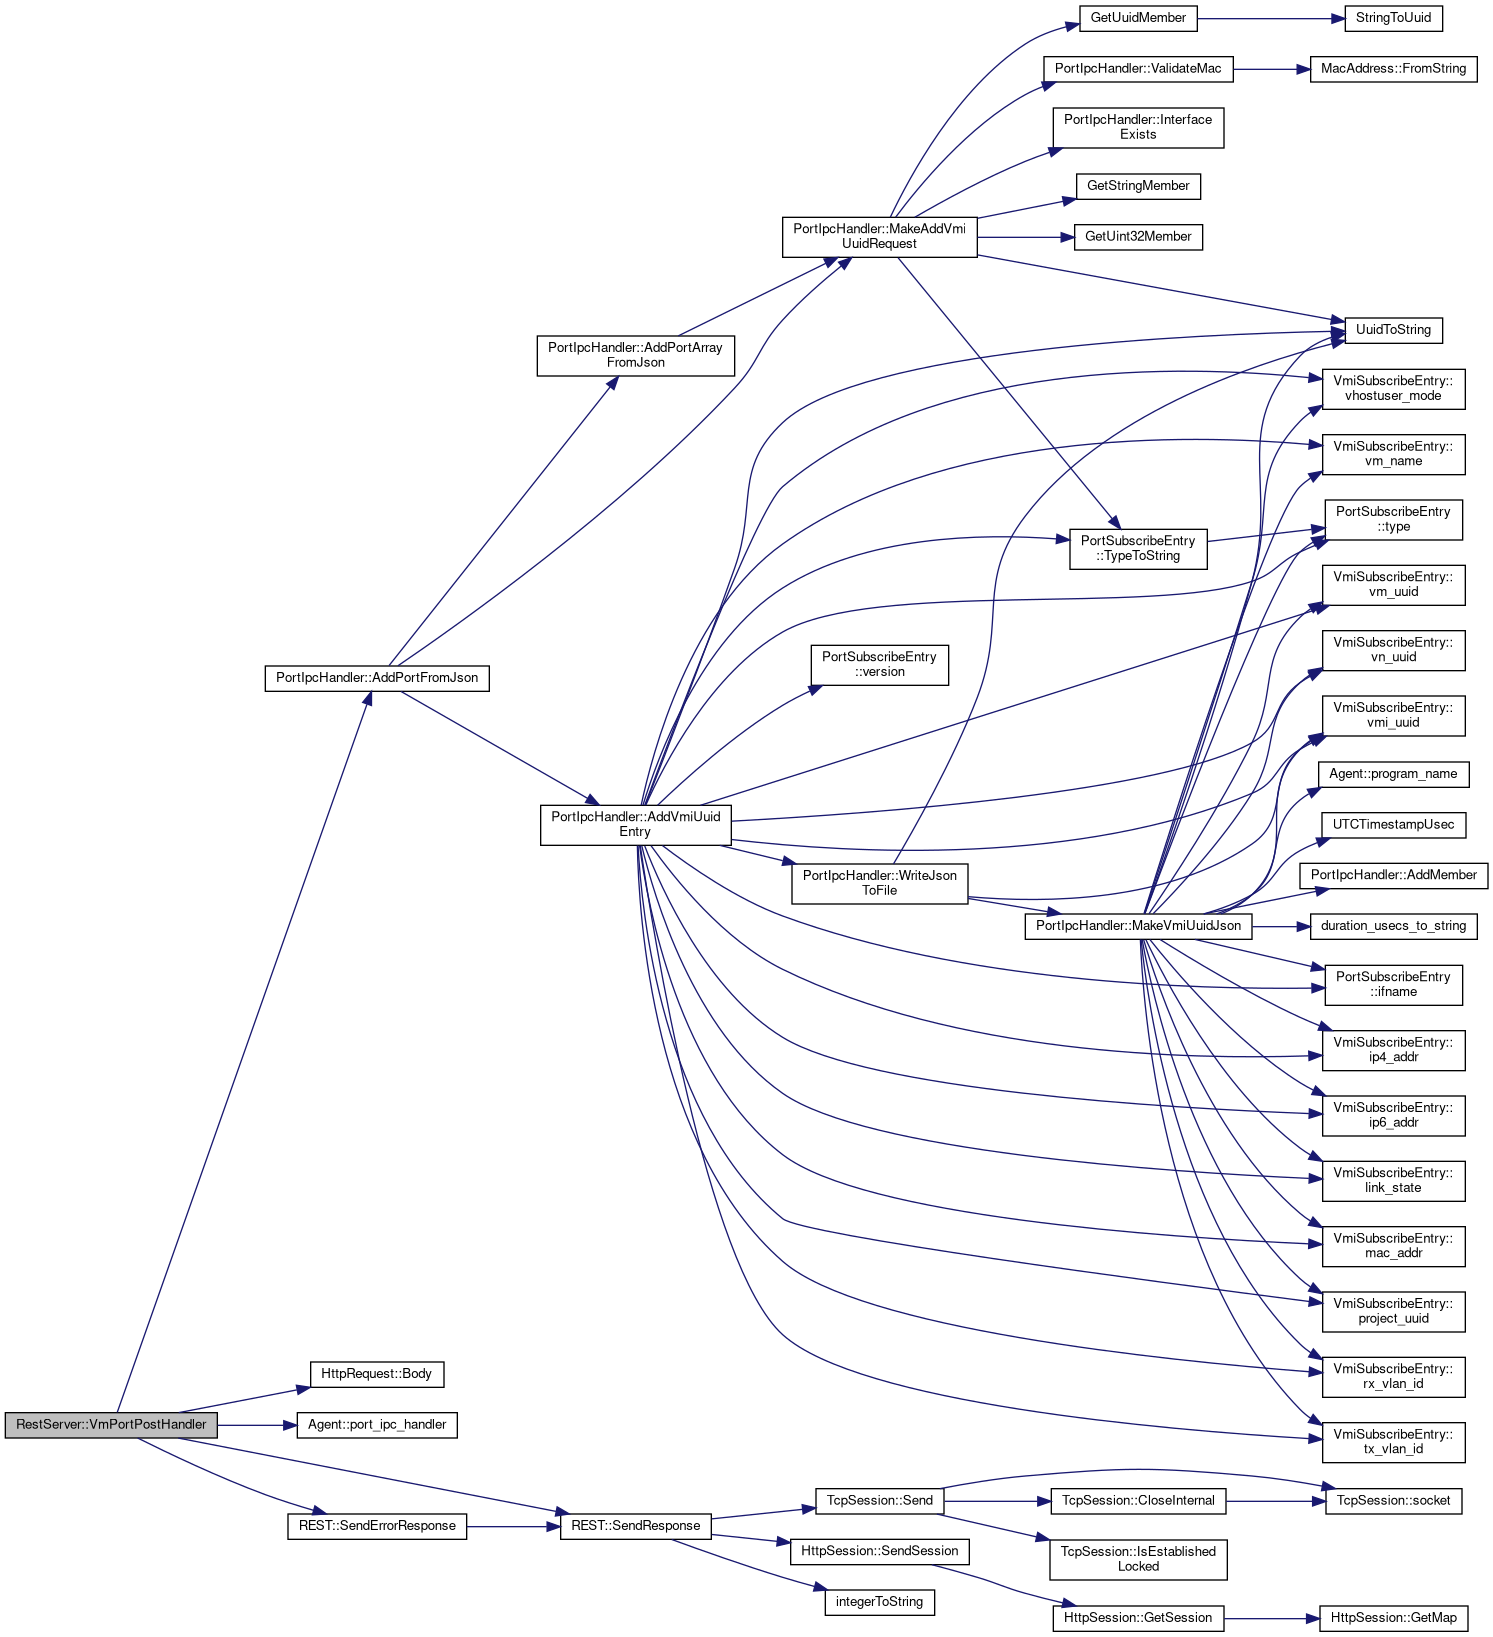 GetUuidMember
StringToUuid
PortIpcHandler::ValidateMac
MacAddress::FromString
PortIpcHandler::Interface
Exists
GetStringMember
PortIpcHandler::MakeAddVmi
UuidRequest
GetUint32Member
UuidToString
PortIpcHandler::AddPortArray
FromJson
VmiSubscribeEntry::
vhostuser_mode
VmiSubscribeEntry::
vm_name
PortSubscribeEntry
::type
PortSubscribeEntry
::TypeToString
VmiSubscribeEntry::
vm_uuid
VmiSubscribeEntry::
vn_uuid
PortSubscribeEntry
::version
PortIpcHandler::AddPortFromJson
VmiSubscribeEntry::
vmi_uuid
Agent::program_name
PortIpcHandler::AddVmiUuid
Entry
UTCTimestampUsec
PortIpcHandler::WriteJson
ToFile
PortIpcHandler::AddMember
PortIpcHandler::MakeVmiUuidJson
duration_usecs_to_string
PortSubscribeEntry
::ifname
VmiSubscribeEntry::
ip4_addr
VmiSubscribeEntry::
ip6_addr
VmiSubscribeEntry::
link_state
VmiSubscribeEntry::
mac_addr
VmiSubscribeEntry::
project_uuid
VmiSubscribeEntry::
rx_vlan_id
HttpRequest::Body
RestServer::VmPortPostHandler
Agent::port_ipc_handler
VmiSubscribeEntry::
tx_vlan_id
TcpSession::Send
TcpSession::CloseInternal
TcpSession::socket
REST::SendErrorResponse
REST::SendResponse
HttpSession::SendSession
TcpSession::IsEstablished
Locked
integerToString
HttpSession::GetSession
HttpSession::GetMap